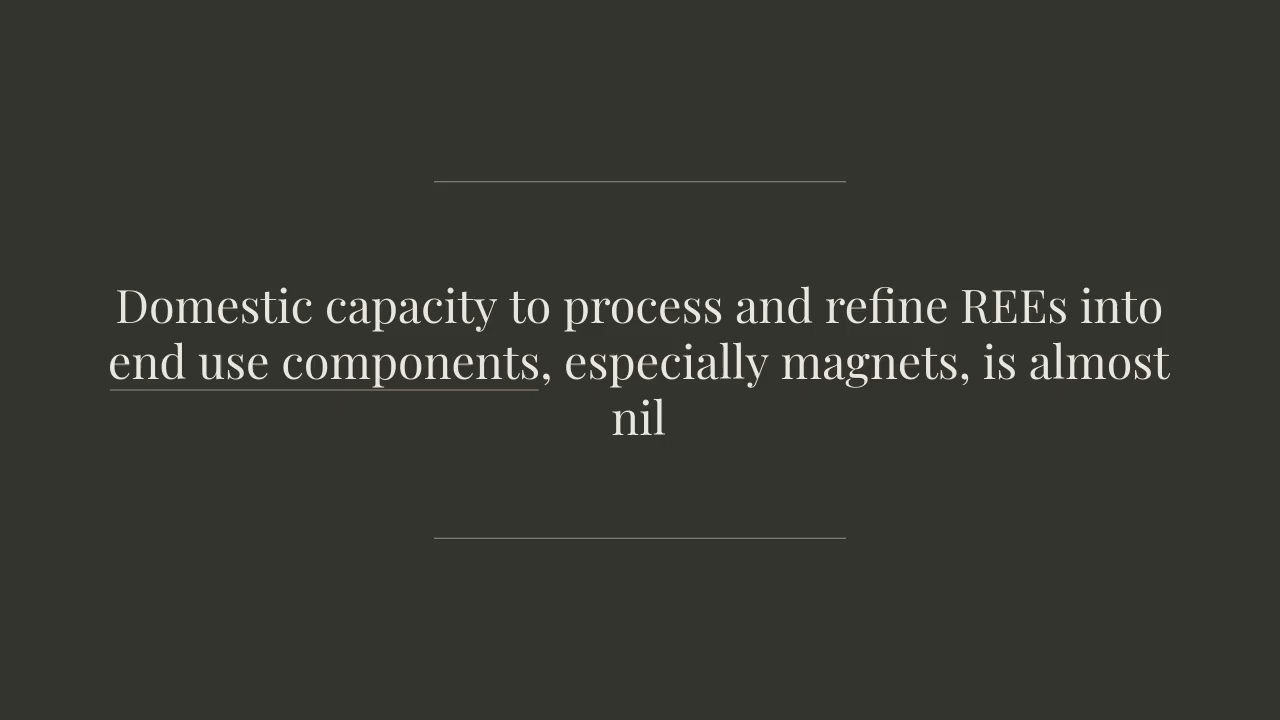 Domestic capacity to process and refine REEs into
end use components, especially magnets, is almost
nil